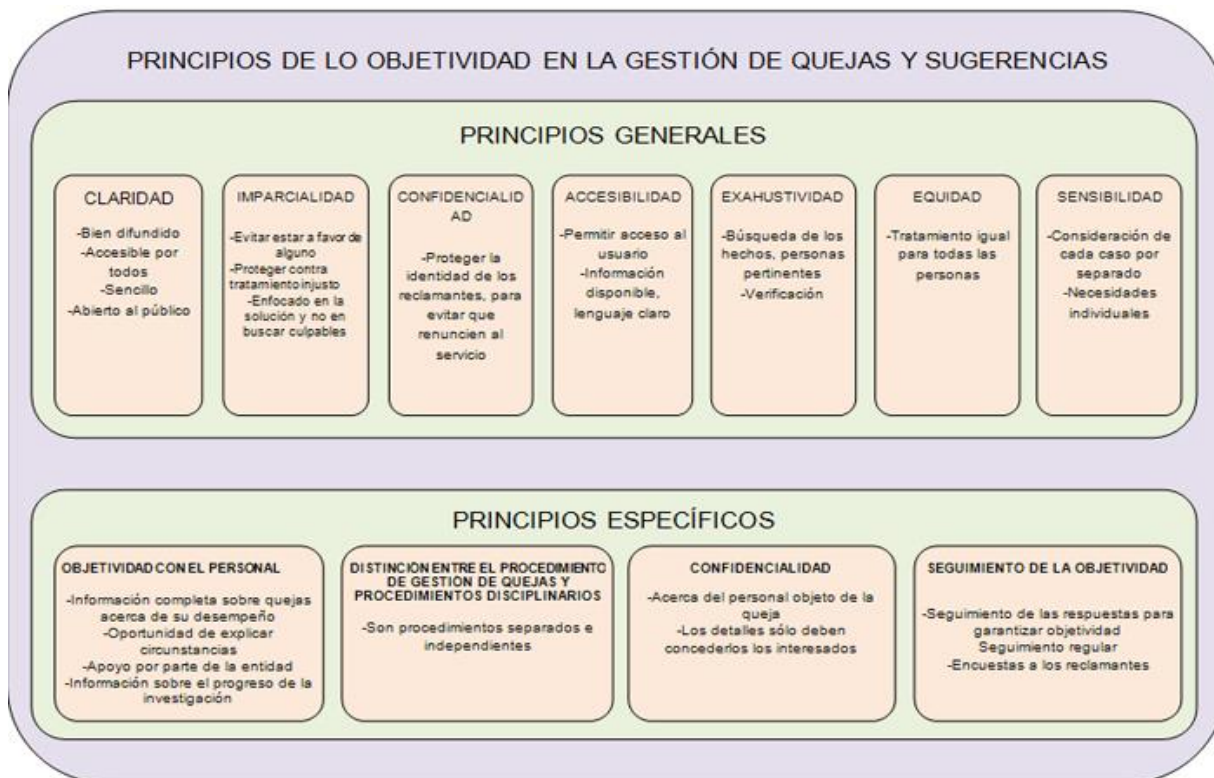 PRINCIPIOS DE LO OBJETIVIDAD EN LA GESTIÓN DE QUEJAS Y SUGERENCIAS
PRINCIPIOS GENERALES
CLARIDAD
-Bien difundido
-Accesible por
todos
-Sencillo
-Abierto al público
IMPARCIALIDAD
-Evitar estar a favor de
alguno
-Proteger contra
tratamiento injusto
-Enfocado en la
solución y no en
buscar culpables
CONFIDENCIALID
AD
-Proteger la
identidad de los
reclamantes, para
evitar que
renuncien al
servicio
ACCESIBILIDAD
-Permitir acceso al
usuario
-Información
disponible,
lenguaje claro
EXAHUSTIVIDAD
-Búsqueda de los
hechos, personas
pertinentes
-Verificación
EQUIDAD
-Tratamiento igual
para todas las
personas
SENSIBILIDAD
-Consideración de
cada caso por
separado
-Necesidades
individuales
PRINCIPIOS ESPECÍFICOS
OBJETIVIDAD CON EL PERSONAL
-Información completa sobre quejas
acerca de su desempeño
-Oportunidad de explicar
circunstancias
-Apoyo por parte de la entidad
-Información sobre el progreso de la
investigación
DISTINCIÓN ENTRE EL PROCEDIMIENTO
DE GESTIÓN DE QUEJAS Y
PROCEDIMIENTOS DISCIPLINARIOS
-Son procedimientos separados e
independientes
CONFIDENCIALIDAD
-Acerca del personal objeto de la
queja
-Los detalles sólo deben
concederlos los interesados
SEGUIMIENTO DE LA OBJETIVIDAD
-Seguimiento de las respuestas para
garantizar objetividad
Seguimiento regular
-Encuestas a los reclamantes